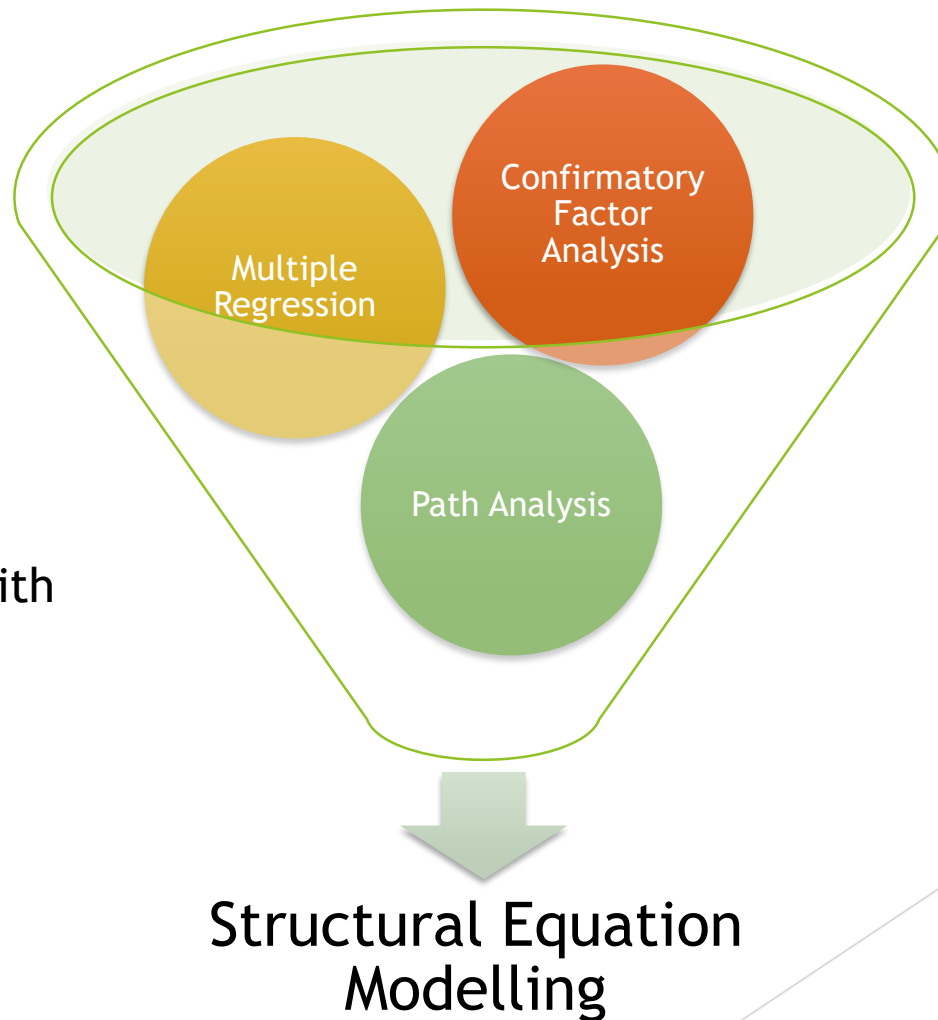 Confirmatory
Factor
Analysis
Multiple
Regression
Path Analysis
ith
Structural Equation
Modelling